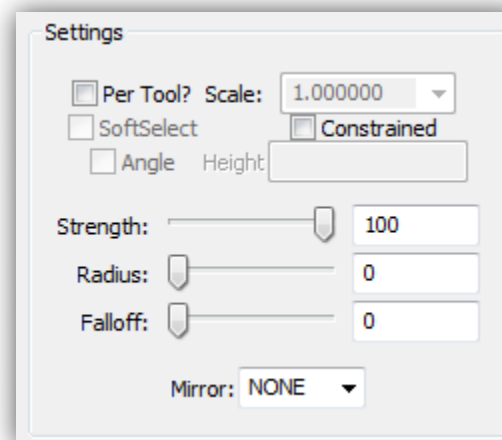 Settings
Per Tool? Scale: 1.000000
SoftSelect Constrained
Angle Height
Strength: 100
Radius: 0
Falloff: 0
Mirror: NONE